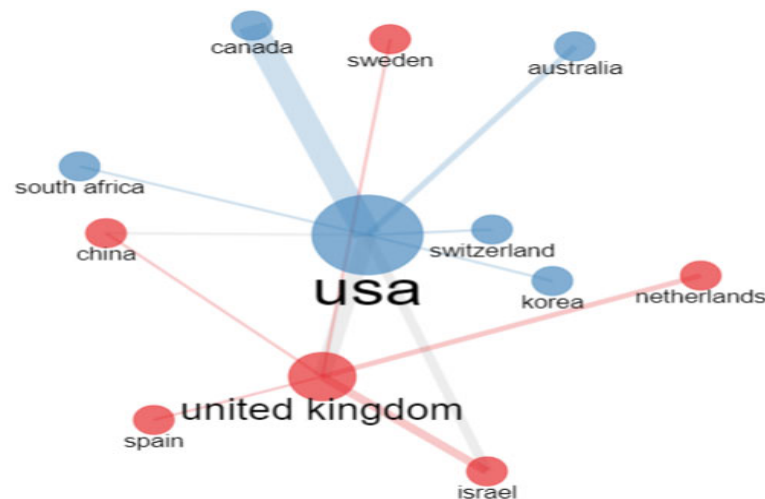 canada
sweden
australia
south africa
china
switzerland
usa
korea
netherlands
united kingdom
spain
israel